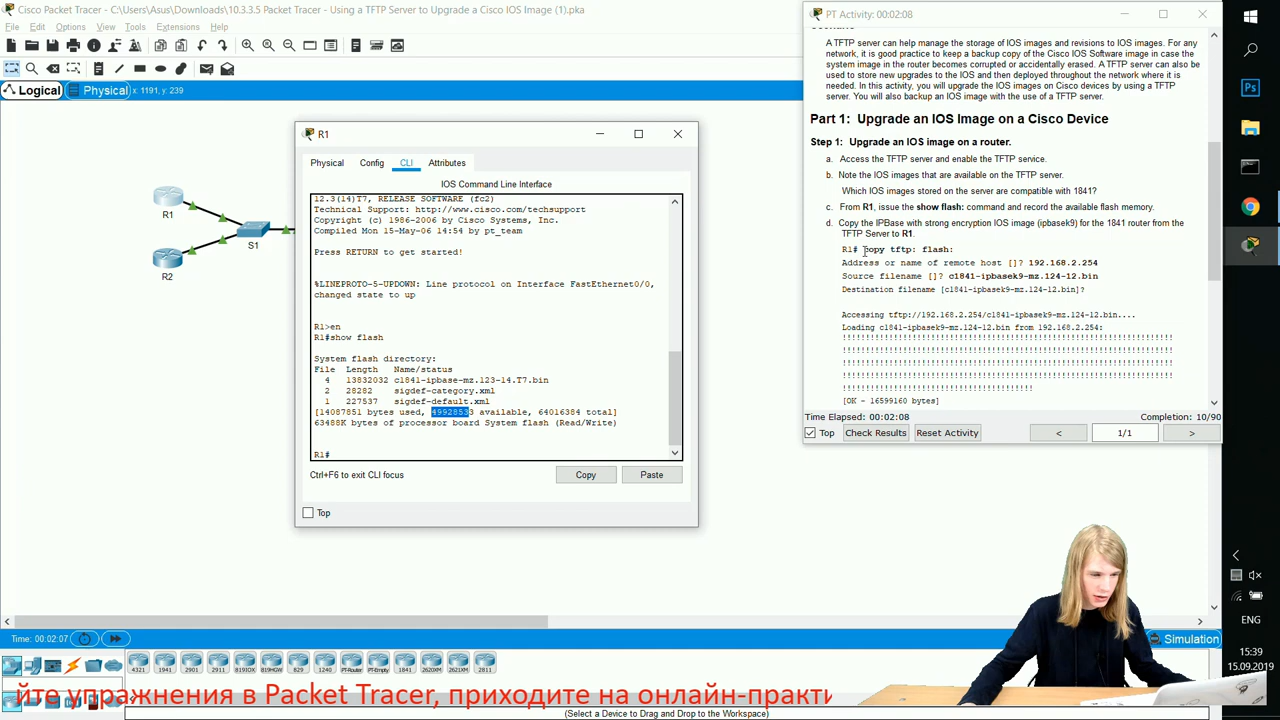 Cisco Packet Tracer - C:\Users\Asus\Downloads\10.3.3.5 Packet Tracer - Using a TFTP Server to Upgrade a Cisco IOS Image (1).pka
File Edit Options View Tools Extensions Help
Logical Physical x: 1191, y: 239
R1
S1
R2
R1
Physical Config CLI Attributes
IOS Command Line Interface
12.3(14)T7, RELEASE SOFTWARE (fc2)
Technical Support: http://www.cisco.com/techsupport
Copyright (c) 1986-2006 by Cisco Systems, Inc.
Compiled Mon 15-May-06 14:54 by pt_team
Press RETURN to get started!
%LINEPROTO-5-UPDOWN: Line protocol on Interface FastEthernet0/0,
changed state to up
R1>en
R1#show flash
System flash directory:
File Length Name/status
4 13832032 c1841-ipbase-mz.123-14.T7.bin
2 28282 sigdef-category.xml
1 227537 sigdef-default.xml
[14087851 bytes used, 49928533 available, 64016384 total]
63488K bytes of processor board System flash (Read/Write)
R1#
Ctrl+F6 to exit CLI focus
Copy Paste
Top
PT Activity: 00:02:08
A TFTP server can help manage the storage of IOS images and revisions to IOS images. For any
network, it is good practice to keep a backup copy of the Cisco IOS Software image in case the
system image in the router becomes corrupted or accidentally erased. A TFTP server can also be
used to store new upgrades to the IOS and then deployed throughout the network where it is
needed. In this activity, you will upgrade the IOS images on Cisco devices by using a TFTP
server. You will also backup an IOS image with the use of a TFTP server.
Part 1: Upgrade an IOS Image on a Cisco Device
Step 1: Upgrade an IOS image on a router.
a. Access the TFTP server and enable the TFTP service.
b. Note the IOS images that are available on the TFTP server.
Which IOS images stored on the server are compatible with 1841?
c. From R1, issue the show flash: command and record the available flash memory.
d. Copy the IPBase with strong encryption IOS image (ipbasek9) for the 1841 router from the
TFTP Server to R1
R1# copy tftp: flash:
Address or name of remote host []? 192.168.2.254
Source filename []? c1841-ipbasek9-mz.124-12.bin
Destination filename [c1841-ipbasek9-mz.124-12.bin]?
Accessing tftp://192.168.2.254/c1841-ipbasek9-mz.124-12.bin....
Loading c1841-ipbasek9-mz.124-12.bin from 192.168.2.254:
!!!!!!!!!!!!!!!!!!!!!!!!!!!!!!!!!!!!!!!!!!!!!!!!!!!!!!!!!!!!!!
!!!!!!!!!!!!!!!!!!!!!!!!!!!!!!!!!!!!!!!!!!!!!!!!!!!!!!!!!!!!!!
!!!!!!!!!!!!!!!!!!!!!!!!!!!!!!!!!!!!!!!!!!!!!!!!!!!!!!!!!!!!!!
!!!!!!!!!!!!!!!!!!!!!!!!!!!!!!!!!!!!!!!!!!!!!!!!!!!!!!!!!!!!!!
!!!!!!!!!!!!!!!!!!!!!!!!!!!!!!!!!!!!
[OK - 16599160 bytes]
Time Elapsed: 00:02:08 Completion: 10/90
Top Check Results Reset Activity < 1/1 >
Ps
ENG
15:39
15.09.2019
Time: 00:02:07 Simulation
4321 1941 2901 2911 819IOX 819HGW 829 1240 PT-Router PT-Empty 1841 2620XM 2621XM 2811
йте упражнения в Packet Tracer, приходите на онлайн-практи
(Select a Device to Drag and Drop to the Workspace)